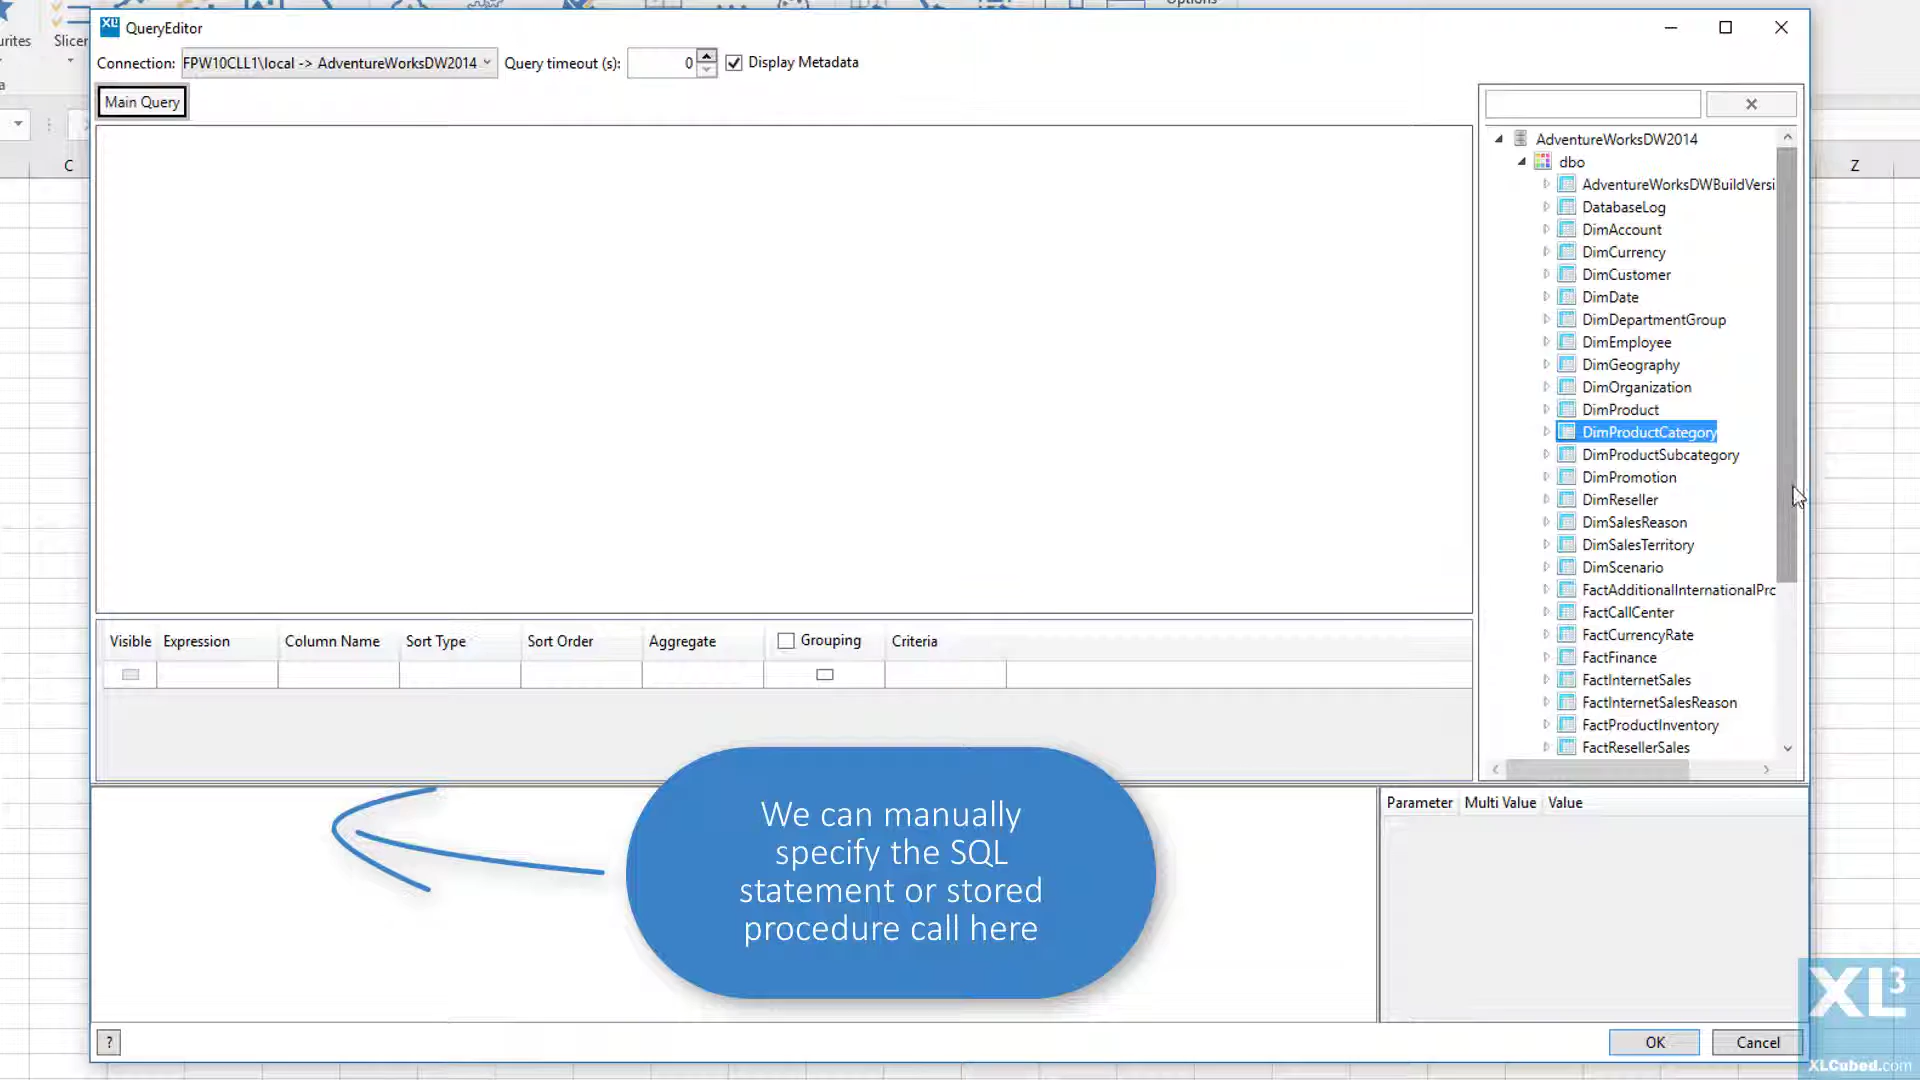 urites
Slicer
Options
XL QueryEditor
Connection: FPW10CLL1\local -> AdventureWorksDW2014 Query timeout (s): 0 Display Metadata
Main Query
C
Z
AdventureWorksDW2014
dbo
AdventureWorksDWBuildVersi
DatabaseLog
DimAccount
DimCurrency
DimCustomer
DimDate
DimDepartmentGroup
DimEmployee
DimGeography
DimOrganization
DimProduct
DimProductCategory
DimProductSubcategory
DimPromotion
DimReseller
DimSalesReason
DimSalesTerritory
DimScenario
FactAdditionalInternationalPrc
FactCallCenter
FactCurrencyRate
FactFinance
FactInternetSales
FactInternetSalesReason
FactProductInventory
FactResellerSales
Visible Expression Column Name Sort Type Sort Order Aggregate Grouping Criteria
We can manually
specify the SQL
statement or stored
procedure call here
Parameter Multi Value Value
? OK Cancel
XL3
XLCubed.com